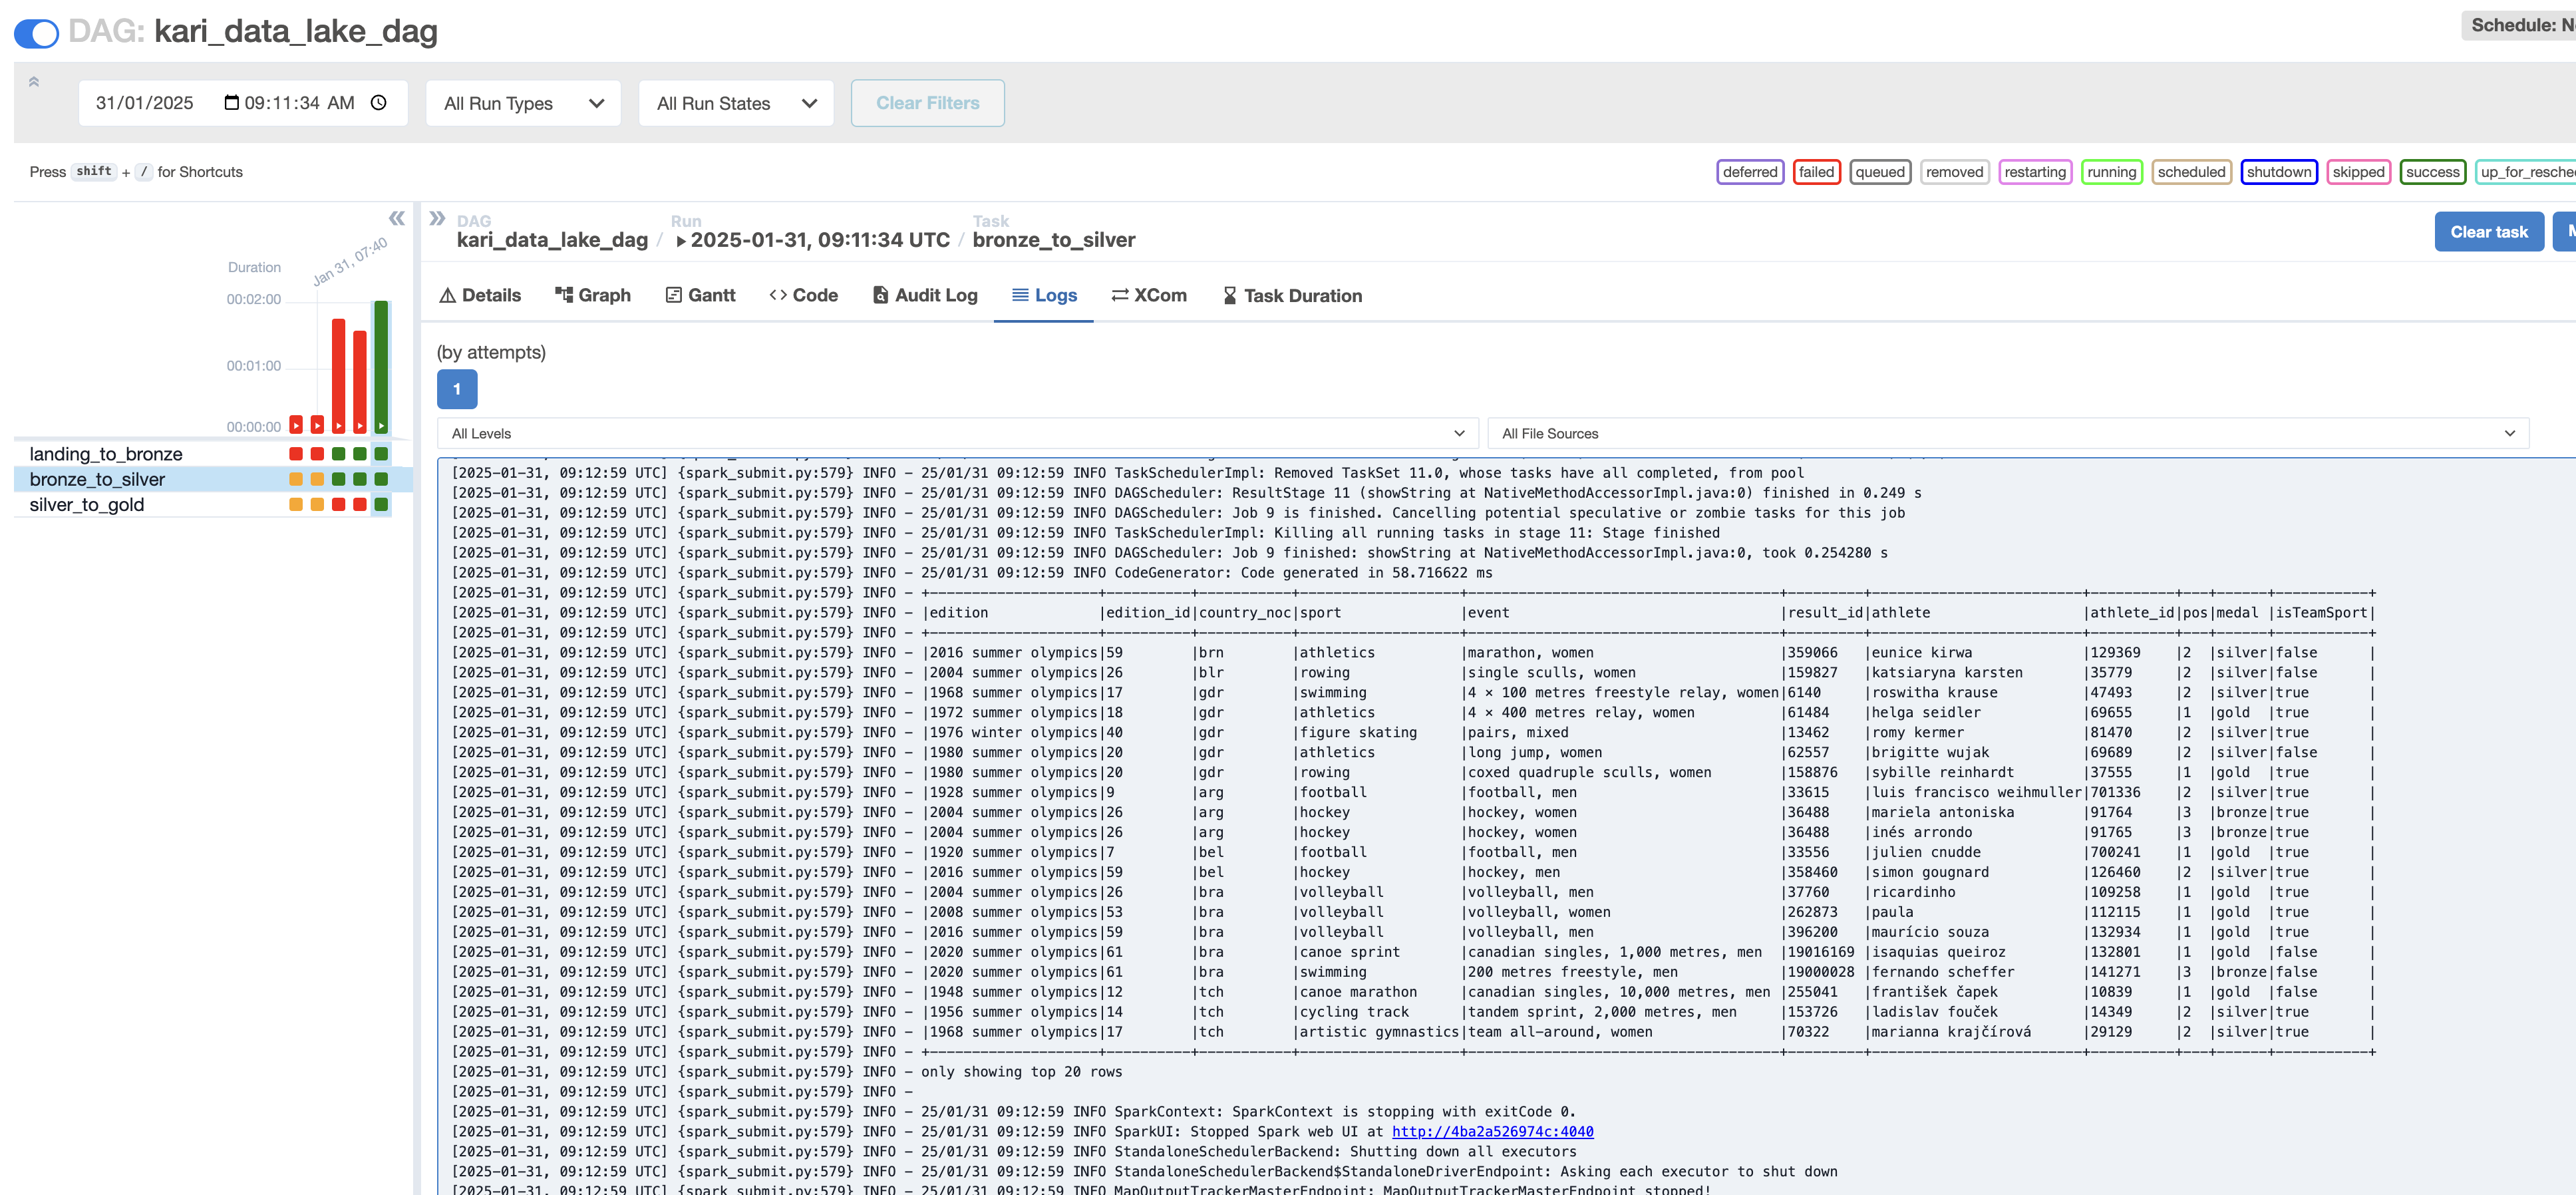 DAG: kari_data_lake_dag
Schedule: N
31/01/2025 09:11:34 AM
All Run Types
All Run States
Clear Filters
Press shift + / for Shortcuts
deferred failed queued removed restarting running scheduled shutdown skipped success up_for_resche
DAG Run Task
kari_data_lake_dag / 2025-01-31, 09:11:34 UTC / bronze_to_silver
Clear task
M
Jan 31, 07:40
Duration
00:02:00
00:01:00
00:00:00
landing_to_bronze
bronze_to_silver
silver_to_gold
Details Graph Gantt Code Audit Log Logs XCom Task Duration
(by attempts)
1
All Levels
All File Sources
[2025-01-31, 09:12:59 UTC] {spark_submit.py:579} INFO - 25/01/31 09:12:59 INFO TaskSchedulerImpl: Removed TaskSet 11.0, whose tasks have all completed, from pool
[2025-01-31, 09:12:59 UTC] {spark_submit.py:579} INFO - 25/01/31 09:12:59 INFO DAGScheduler: ResultStage 11 (showString at NativeMethodAccessorImpl.java:0) finished in 0.249 s
[2025-01-31, 09:12:59 UTC] {spark_submit.py:579} INFO - 25/01/31 09:12:59 INFO DAGScheduler: Job 9 is finished. Cancelling potential speculative or zombie tasks for this job
[2025-01-31, 09:12:59 UTC] {spark_submit.py:579} INFO - 25/01/31 09:12:59 INFO TaskSchedulerImpl: Killing all running tasks in stage 11: Stage finished
[2025-01-31, 09:12:59 UTC] {spark_submit.py:579} INFO - 25/01/31 09:12:59 INFO DAGScheduler: Job 9 finished: showString at NativeMethodAccessorImpl.java:0, took 0.254280 s
[2025-01-31, 09:12:59 UTC] {spark_submit.py:579} INFO - 25/01/31 09:12:59 INFO CodeGenerator: Code generated in 58.716622 ms
[2025-01-31, 09:12:59 UTC] {spark_submit.py:579} INFO - +--------------------+----------+-----------+-------------------+-------------------------------------+---------+-------------------------+----------+---+------+-----------+
[2025-01-31, 09:12:59 UTC] {spark_submit.py:579} INFO - |edition |edition_id|country_noc|sport |event |result_id|athlete |athlete_id|pos|medal |isTeamSport|
[2025-01-31, 09:12:59 UTC] {spark_submit.py:579} INFO - +--------------------+----------+-----------+-------------------+-------------------------------------+---------+-------------------------+----------+---+------+-----------+
[2025-01-31, 09:12:59 UTC] {spark_submit.py:579} INFO - |2016 summer olympics|59 |brn |athletics |marathon, women |359066 |eunice kirwa |129369 |2 |silver|false |
[2025-01-31, 09:12:59 UTC] {spark_submit.py:579} INFO - |2004 summer olympics|26 |blr |rowing |single sculls, women |159827 |katsiaryna karsten |35779 |2 |silver|false |
[2025-01-31, 09:12:59 UTC] {spark_submit.py:579} INFO - |1968 summer olympics|17 |gdr |swimming |4 × 100 metres freestyle relay, women|6140 |roswitha krause |47493 |2 |silver|true |
[2025-01-31, 09:12:59 UTC] {spark_submit.py:579} INFO - |1972 summer olympics|18 |gdr |athletics |4 × 400 metres relay, women |61484 |helga seidler |69655 |1 |gold |true |
[2025-01-31, 09:12:59 UTC] {spark_submit.py:579} INFO - |1976 winter olympics|40 |gdr |figure skating |pairs, mixed |13462 |romy kermer |81470 |2 |silver|true |
[2025-01-31, 09:12:59 UTC] {spark_submit.py:579} INFO - |1980 summer olympics|20 |gdr |athletics |long jump, women |62557 |brigitte wujak |69689 |2 |silver|false |
[2025-01-31, 09:12:59 UTC] {spark_submit.py:579} INFO - |1980 summer olympics|20 |gdr |rowing |coxed quadruple sculls, women |158876 |sybille reinhardt |37555 |1 |gold |true |
[2025-01-31, 09:12:59 UTC] {spark_submit.py:579} INFO - |1928 summer olympics|9 |arg |football |football, men |33615 |luis francisco weihmuller|701336 |2 |silver|true |
[2025-01-31, 09:12:59 UTC] {spark_submit.py:579} INFO - |2004 summer olympics|26 |arg |hockey |hockey, women |36488 |mariela antoniska |91764 |3 |bronze|true |
[2025-01-31, 09:12:59 UTC] {spark_submit.py:579} INFO - |2004 summer olympics|26 |arg |hockey |hockey, women |36488 |inés arrondo |91765 |3 |bronze|true |
[2025-01-31, 09:12:59 UTC] {spark_submit.py:579} INFO - |1920 summer olympics|7 |bel |football |football, men |33556 |julien cnudde |700241 |1 |gold |true |
[2025-01-31, 09:12:59 UTC] {spark_submit.py:579} INFO - |2016 summer olympics|59 |bel |hockey |hockey, men |358460 |simon gougnard |126460 |2 |silver|true |
[2025-01-31, 09:12:59 UTC] {spark_submit.py:579} INFO - |2004 summer olympics|26 |bra |volleyball |volleyball, men |37760 |ricardinho |109258 |1 |gold |true |
[2025-01-31, 09:12:59 UTC] {spark_submit.py:579} INFO - |2008 summer olympics|53 |bra |volleyball |volleyball, women |262873 |paula |112115 |1 |gold |true |
[2025-01-31, 09:12:59 UTC] {spark_submit.py:579} INFO - |2016 summer olympics|59 |bra |volleyball |volleyball, men |396200 |maurício souza |132934 |1 |gold |true |
[2025-01-31, 09:12:59 UTC] {spark_submit.py:579} INFO - |2020 summer olympics|61 |bra |canoe sprint |canadian singles, 1,000 metres, men |19016169 |isaquias queiroz |132801 |1 |gold |false |
[2025-01-31, 09:12:59 UTC] {spark_submit.py:579} INFO - |2020 summer olympics|61 |bra |swimming |200 metres freestyle, men |19000028 |fernando scheffer |141271 |3 |bronze|false |
[2025-01-31, 09:12:59 UTC] {spark_submit.py:579} INFO - |1948 summer olympics|12 |tch |canoe marathon |canadian singles, 10,000 metres, men |255041 |františek čapek |10839 |1 |gold |false |
[2025-01-31, 09:12:59 UTC] {spark_submit.py:579} INFO - |1956 summer olympics|14 |tch |cycling track |tandem sprint, 2,000 metres, men |153726 |ladislav fouček |14349 |2 |silver|true |
[2025-01-31, 09:12:59 UTC] {spark_submit.py:579} INFO - |1968 summer olympics|17 |tch |artistic gymnastics|team all-around, women |70322 |marianna krajčírová |29129 |2 |silver|true |
[2025-01-31, 09:12:59 UTC] {spark_submit.py:579} INFO - +--------------------+----------+-----------+-------------------+-------------------------------------+---------+-------------------------+----------+---+------+-----------+
[2025-01-31, 09:12:59 UTC] {spark_submit.py:579} INFO - only showing top 20 rows
[2025-01-31, 09:12:59 UTC] {spark_submit.py:579} INFO -
[2025-01-31, 09:12:59 UTC] {spark_submit.py:579} INFO - 25/01/31 09:12:59 INFO SparkContext: SparkContext is stopping with exitCode 0.
[2025-01-31, 09:12:59 UTC] {spark_submit.py:579} INFO - 25/01/31 09:12:59 INFO SparkUI: Stopped Spark web UI at http://4ba2a526974c:4040
[2025-01-31, 09:12:59 UTC] {spark_submit.py:579} INFO - 25/01/31 09:12:59 INFO StandaloneSchedulerBackend: Shutting down all executors
[2025-01-31, 09:12:59 UTC] {spark_submit.py:579} INFO - 25/01/31 09:12:59 INFO StandaloneSchedulerBackend$StandaloneDriverEndpoint: Asking each executor to shut down
[2025-01-31, 09:12:59 UTC] {spark_submit.py:579} INFO - 25/01/31 09:12:59 INFO MapOutputTrackerMasterEndpoint: MapOutputTrackerMasterEndpoint stopped!